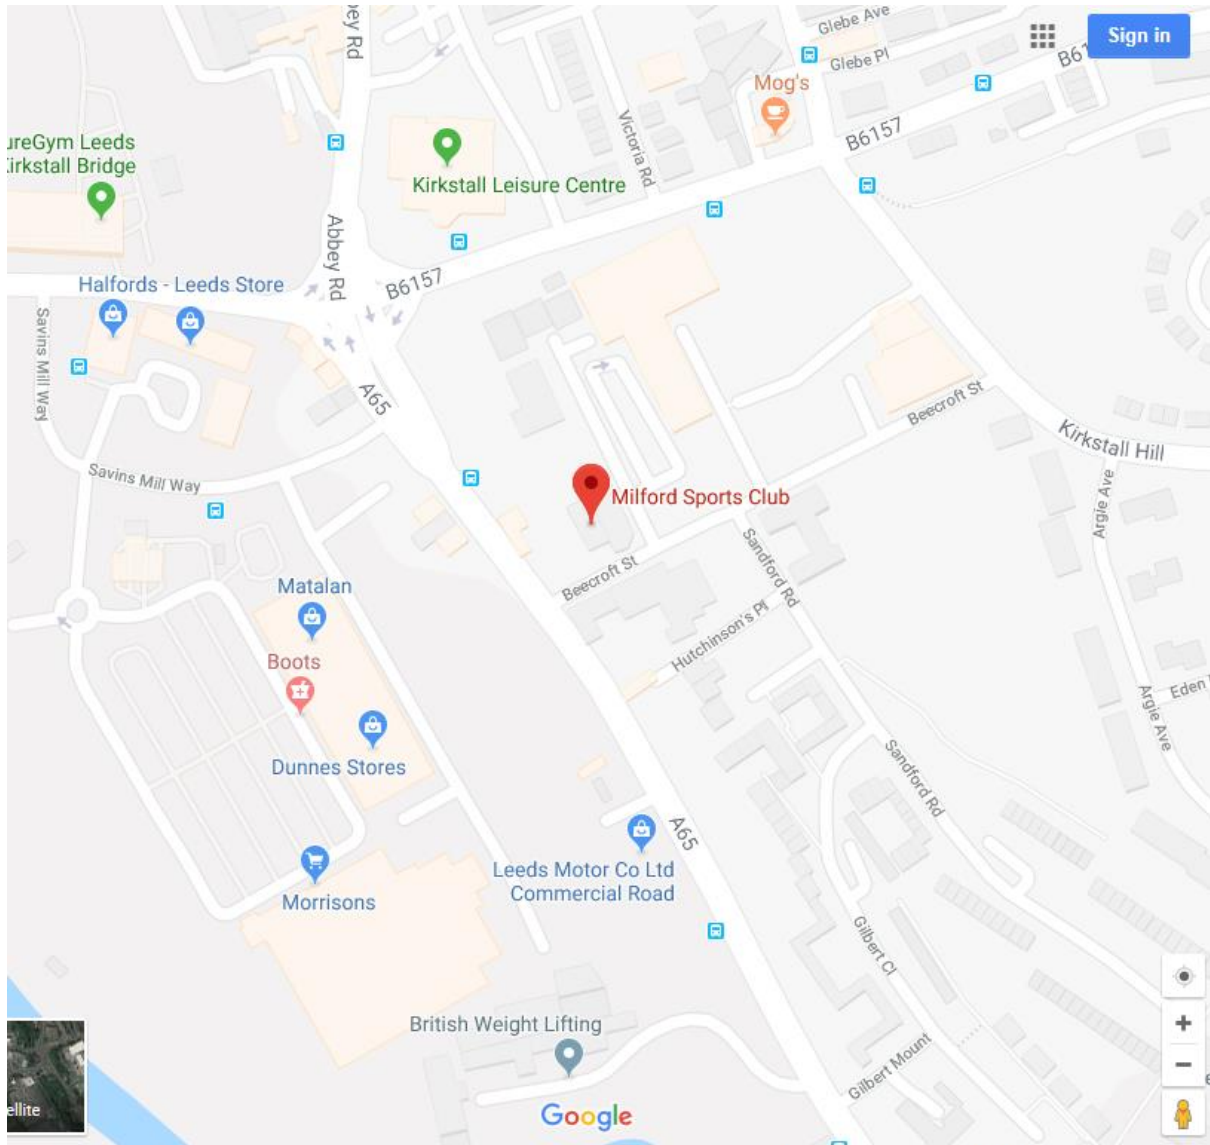 Abbey Rd
Glebe Ave
Sign in
Glebe Pl
Mog's
B6157
ureGym Leeds
Kirkstall Bridge
Victoria Rd
Kirkstall Leisure Centre
Abbey Rd
B6157
Halfords - Leeds Store
Savins Mill Way
A65
Beecroft St
Kirkstall Hill
Savins Mill Way
Milford Sports Club
Argie Ave
Beecroft St
Sandford Rd
Matalan
Hutchinson's Pl
Boots
Eden
Argie Ave
Dunnes Stores
Sandford Rd
A65
Leeds Motor Co Ltd
Commercial Road
Morrisons
Gilbert Cl
British Weight Lifting
Gilbert Mount
ellite
Google